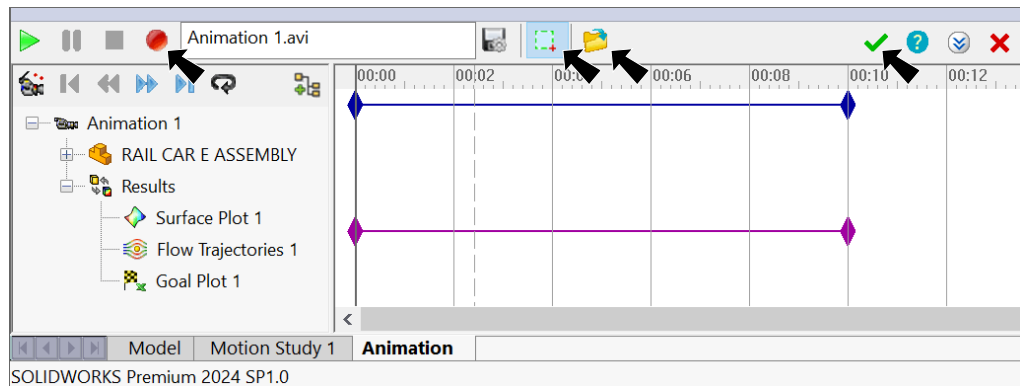 Animation 1.avi
00:00 00:02 00:0 00:06 00:08 00:10 00:12
Animation 1
RAIL CAR E ASSEMBLY
Results
Surface Plot 1
Flow Trajectories 1
Goal Plot 1
Model Motion Study 1 Animation
SOLIDWORKS Premium 2024 SP1.0